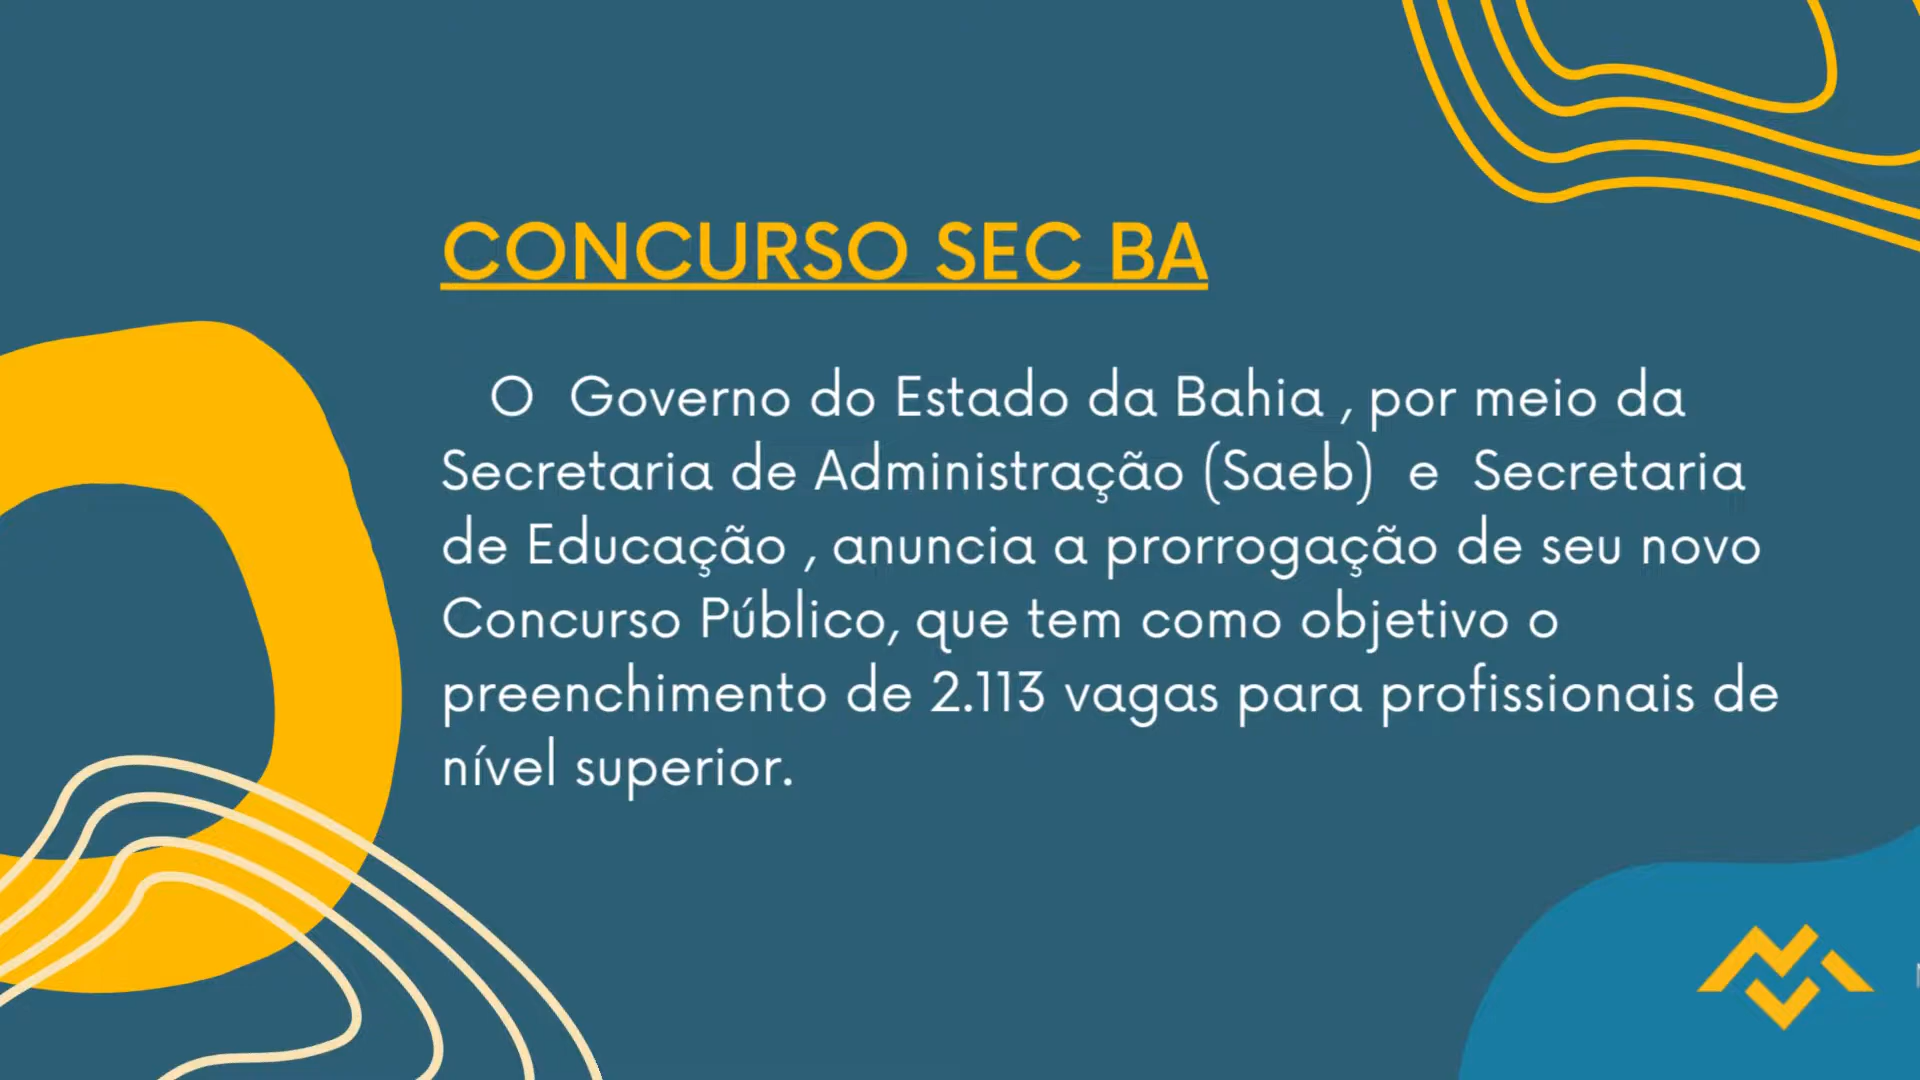 CONCURSO SEC BA
O Governo do Estado da Bahia , por meio da
Secretaria de Administração (Saeb) e Secretaria
de Educação , anuncia a prorrogação de seu novo
Concurso Público, que tem como objetivo o
preenchimento de 2.113 vagas para profissionais de
nível superior.